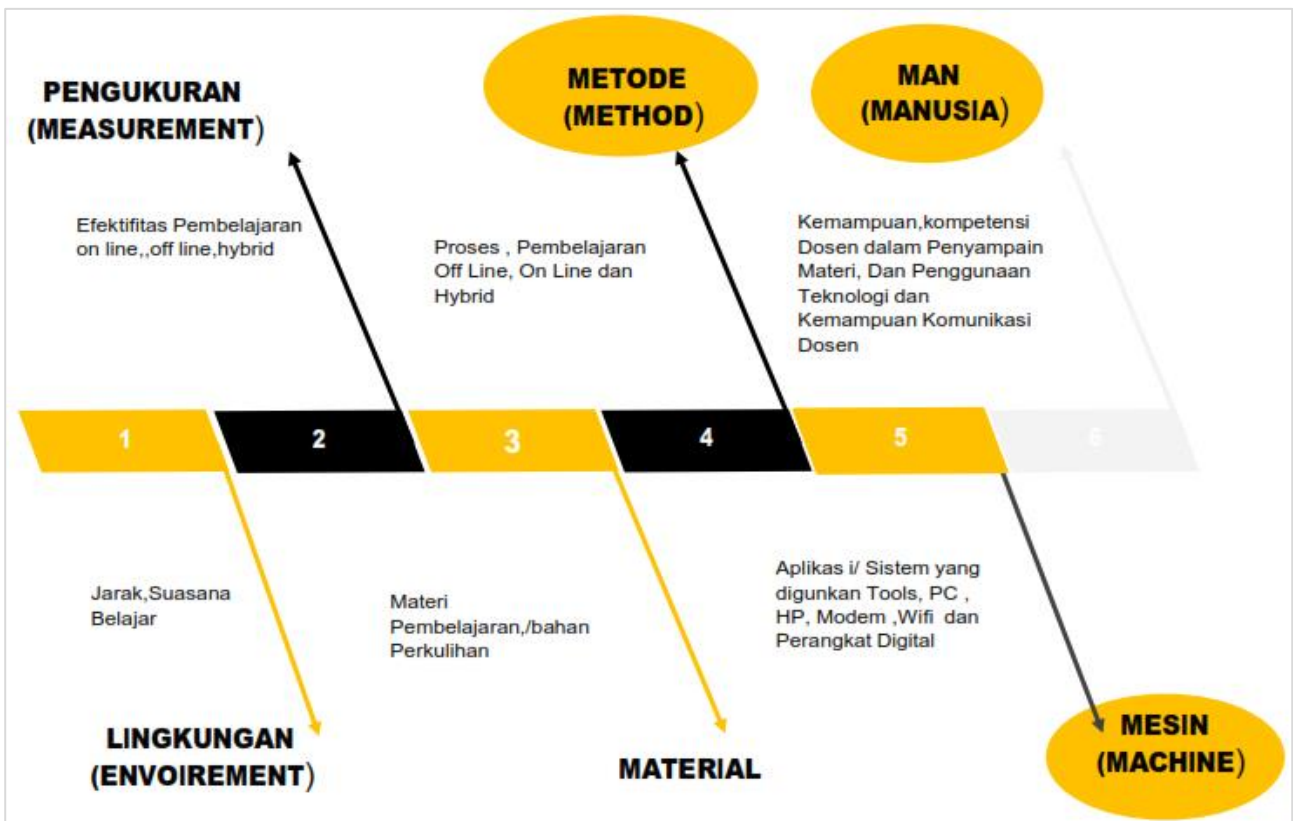 PENGUKURAN
(MEASUREMENT)
METODE
(METHOD)
MAN
(MANUSIA)
Efektifitas Pembelajaran
on line,,off line,hybrid
Proses , Pembelajaran
Off Line, On Line dan
Hybrid
Kemampuan,kompetensi
Dosen dalam Penyampain
Materi, Dan Penggunaan
Teknologi dan
Kemampuan Komunikasi
Dosen
1
2
3
4
5
6
Jarak,Suasana
Belajar
Materi
Pembelajaran,/bahan
Perkulihan
Aplikas i/ Sistem yang
digunkan Tools, PC ,
HP, Modem ,Wifi dan
Perangkat Digital
LINGKUNGAN
(ENVOIREMENT)
MATERIAL
MESIN
(MACHINE)